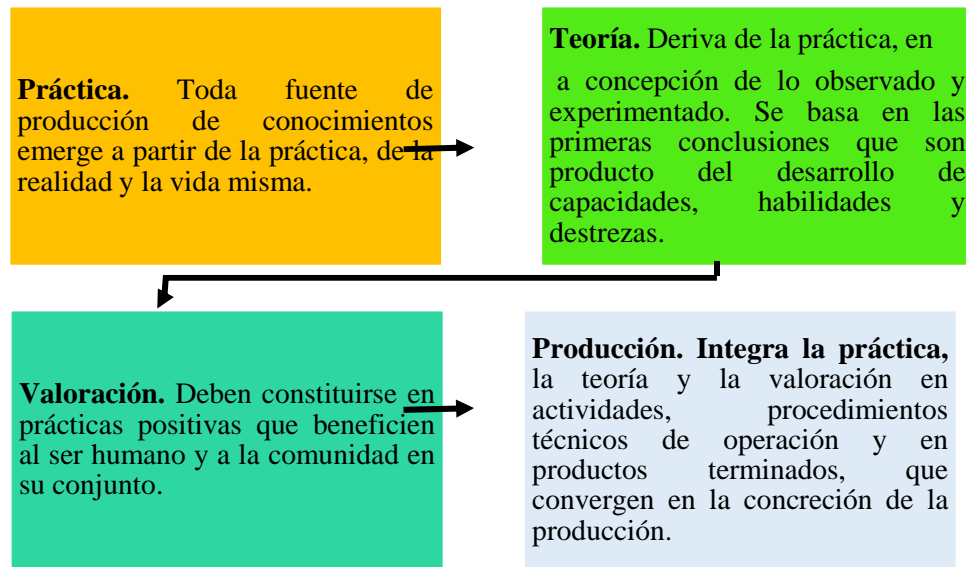 Práctica. Toda fuente de
producción de conocimientos
emerge a partir de la práctica, de la
realidad y la vida misma.
Teoría. Deriva de la práctica, en
a concepción de lo observado y
experimentado. Se basa en las
primeras conclusiones que son
producto del desarrollo de
capacidades, habilidades y
destrezas.
Valoración. Deben constituirse en
prácticas positivas que beneficien
al ser humano y a la comunidad en
su conjunto.
Producción. Integra la práctica,
la teoría y la valoración en
actividades, procedimientos
técnicos de operación y en
productos terminados, que
convergen en la concreción de la
producción.